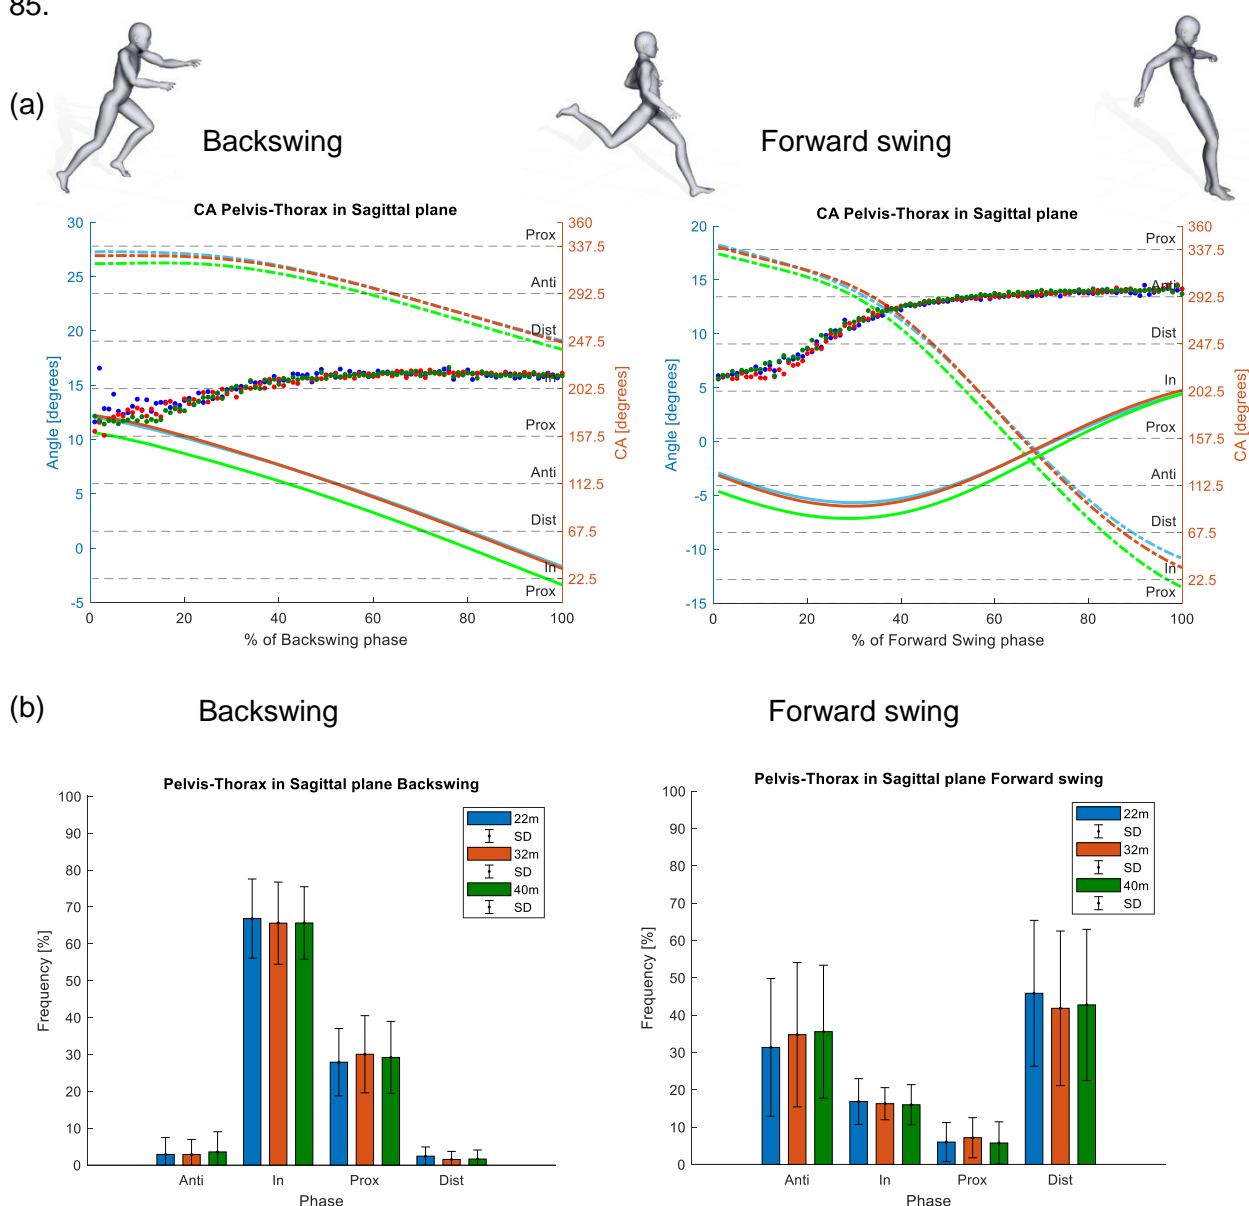 85.
(a)
Backswing
Forward swing
CA Pelvis-Thorax in Sagittal plane
30
25
20
15
10
5
0
-5
Angle [degrees]
360
337.5
292.5
247.5
202.5
157.5
112.5
67.5
22.5
CA [degrees]
Prox
Anti
Dist
In
Prox
Anti
Dist
In
Prox
0 20 40 60 80 100
% of Backswing phase
CA Pelvis-Thorax in Sagittal plane
20
15
10
5
0
-5
-10
-15
Angle [degrees]
360
337.5
292.5
247.5
202.5
157.5
112.5
67.5
22.5
CA [degrees]
Prox
Anti
Dist
In
Prox
Anti
Dist
In
Prox
0 20 40 60 80 100
% of Forward Swing phase
(b)
Backswing
Forward swing
Pelvis-Thorax in Sagittal plane Backswing
100
90
80
70
60
50
40
30
20
10
0
Frequency [%]
22m
SD
32m
SD
40m
SD
Anti In Prox Dist
Phase
Pelvis-Thorax in Sagittal plane Forward swing
100
90
80
70
60
50
40
30
20
10
0
Frequency [%]
22m
SD
32m
SD
40m
SD
Anti In Prox Dist
Phase